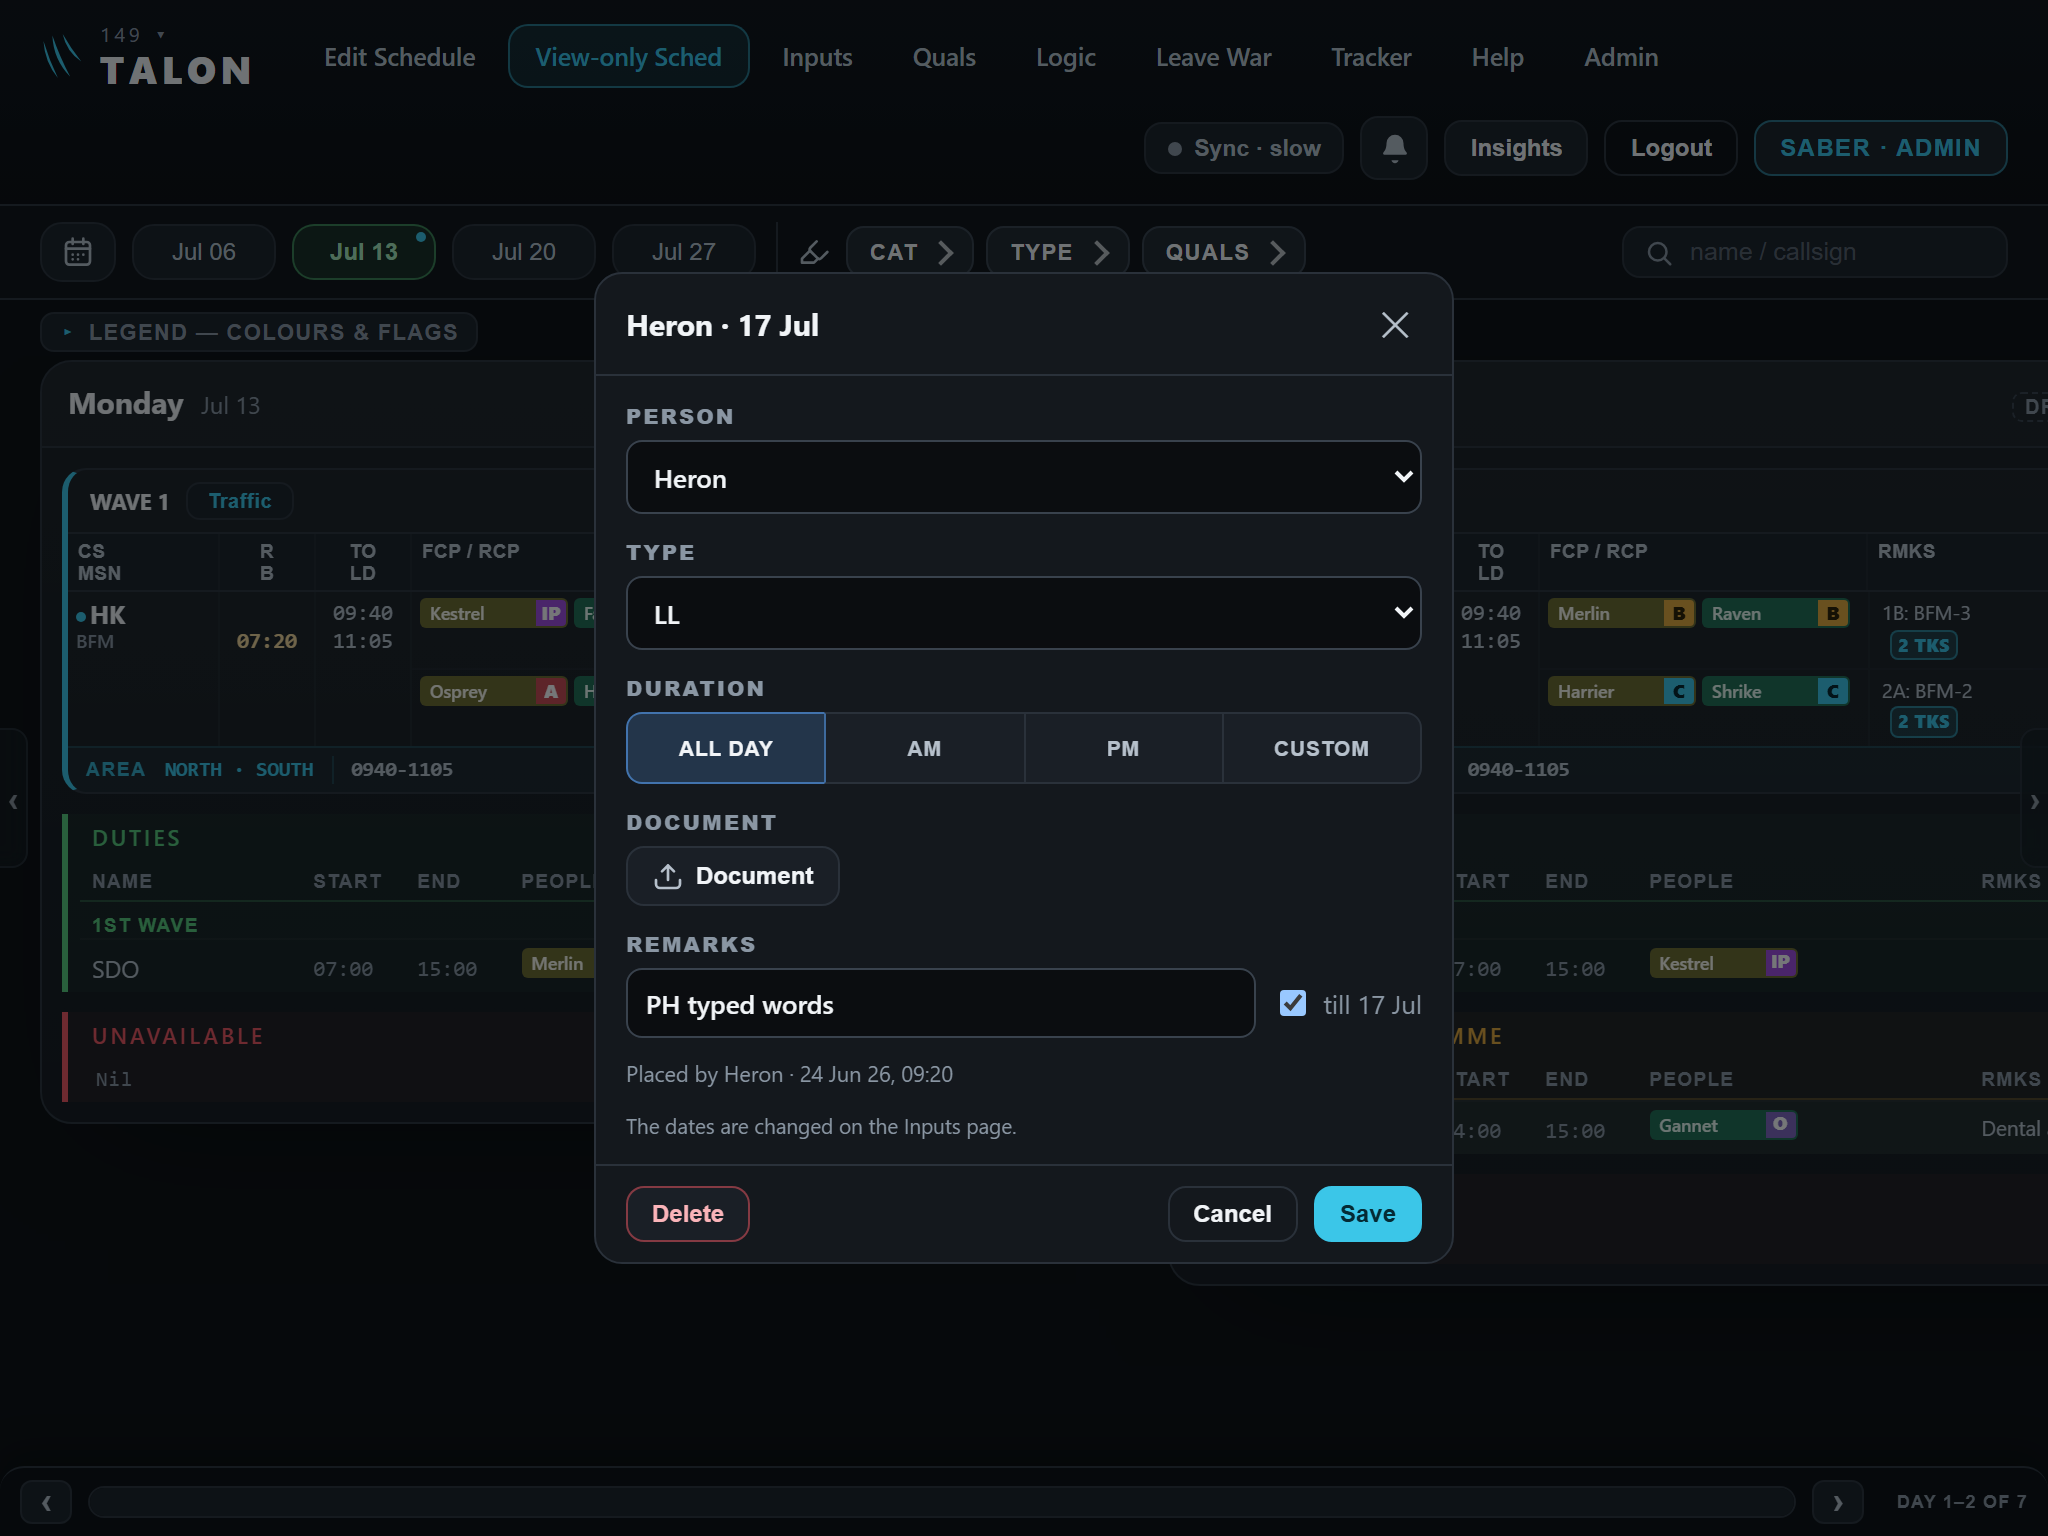 149 ▾
TALON
Edit Schedule
View-only Sched
Inputs
Quals
Logic
Leave War
Tracker
Help
Admin
Sync · slow
Insights
Logout
SABER · ADMIN
Jul 06
Jul 13
Jul 20
Jul 27
CAT
TYPE
QUALS
name / callsign
LEGEND — COLOURS & FLAGS
Monday Jul 13
WAVE 1 Traffic
CS MSN
R B
TO LD
FCP / RCP
HK
BFM
07:20
09:40
11:05
Kestrel IP
Osprey A
AREA NORTH · SOUTH 0940-1105
DUTIES
NAME START END
1ST WAVE
SDO 07:00 15:00 Merlin
UNAVAILABLE
Nil
Heron · 17 Jul
PERSON
Heron
TYPE
LL
DURATION
ALL DAY AM PM CUSTOM
DOCUMENT
Document
REMARKS
PH typed words
till 17 Jul
Placed by Heron · 24 Jun 26, 09:20
The dates are changed on the Inputs page.
Delete
Cancel
Save
TO LD
FCP / RCP
RMKS
09:40
11:05
Merlin B Raven B
1B: BFM-3
2 TKS
Harrier C Shrike C
2A: BFM-2
2 TKS
0940-1105
END PEOPLE RMKS
15:00 Kestrel IP
END PEOPLE RMKS
15:00 Gannet O Dental
DAY 1–2 OF 7